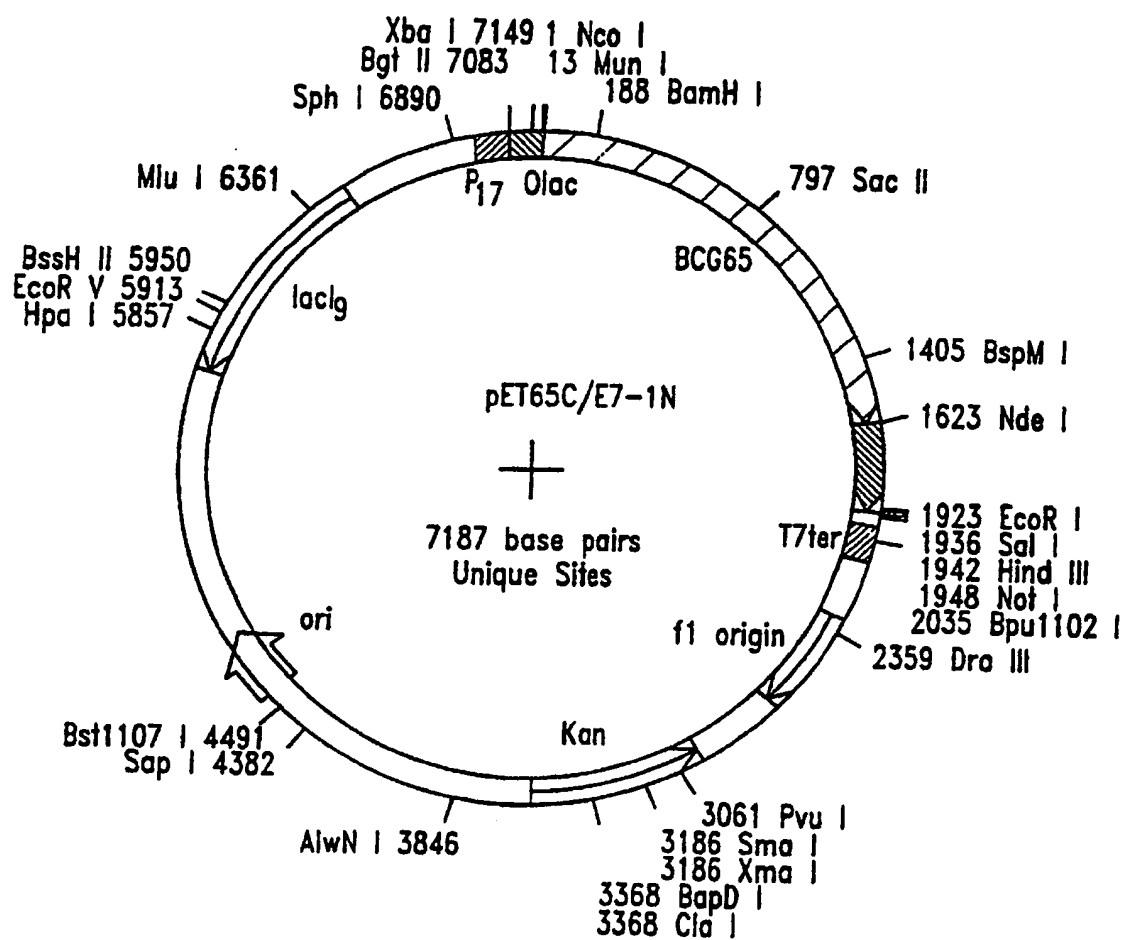 Xba I 7149 1 Nco I
Bgt II 7083 13 Mun I
Sph I 6890 188 BamH I
Mlu I 6361
797 Sac II
P17 Olac
BCG65
BssH II 5950
EcoR V 5913
Hpa I 5857
lacIg
1405 BspM I
pET65C/E7-1N
1623 Nde I
7187 base pairs
Unique Sites
T7ter
1923 EcoR I
1936 Sal I
1942 Hind III
1948 Not I
2035 Bpu1102 I
ori
f1 origin
2359 Dra III
Bst1107 I 4491
Sap I 4382
Kan
AlwN I 3846
3061 Pvu I
3186 Sma I
3186 Xma I
3368 BapD I
3368 Cla I